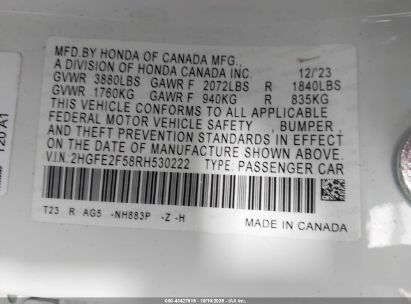 MFD.BY HONDA OF CANADA MFG.,
A DIVISION OF HONDA CANADA INC. 12/'23
GVWR 3880LBS GAWR F 2072LBS R 1840LBS
GVWR 1760KG GAWR F 940KG R 835KG
THIS VEHICLE CONFORMS TO ALL APPLICABLE
FEDERAL MOTOR VEHICLE SAFETY , BUMPER
AND THEFT PREVENTION STANDARDS IN EFFECT
ON THE DATE OF MANUFACTURE SHOWN ABOVE.
V.I.N: 2HGFE2F58RH530222 TYPE: PASSENGER CAR
T23 R AG5 -NH883P -Z -H
MADE IN CANADA
120 A1